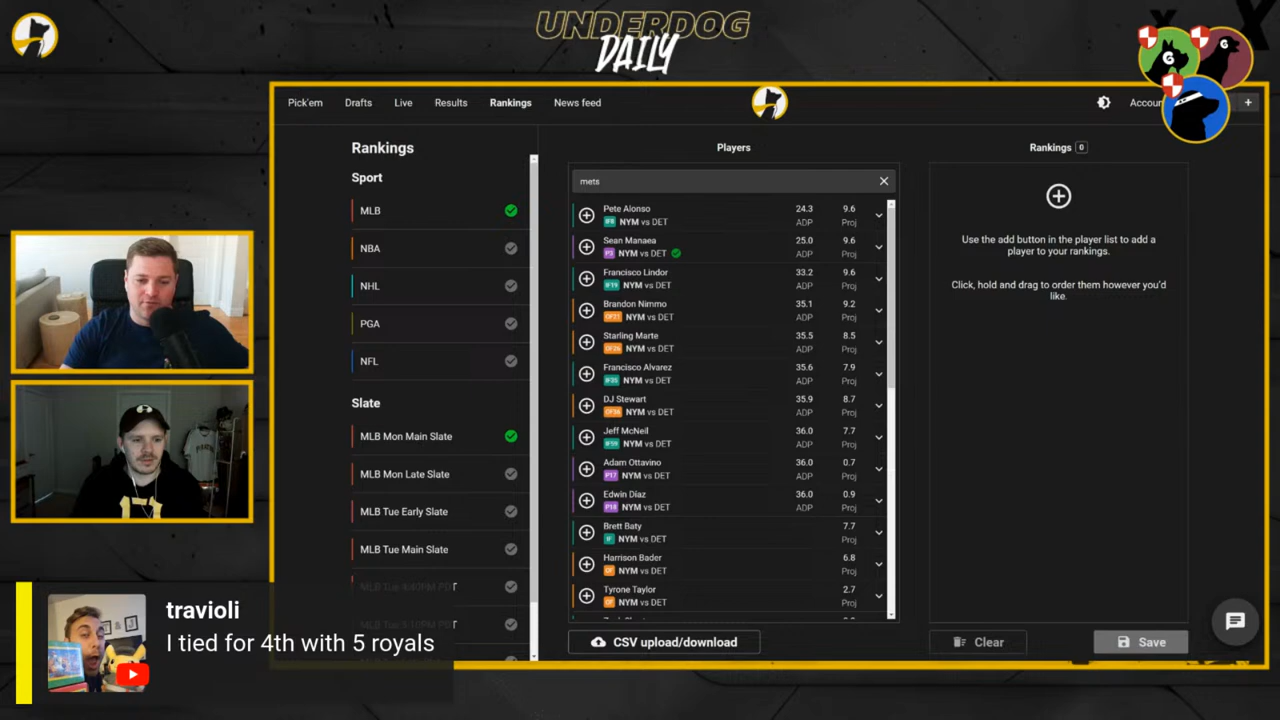 UNDERDOG
DAILY
Pick'em Drafts Live Results Rankings News feed
+
Rankings
Sport
MLB
NBA
NHL
PGA
NFL
Slate
MLB Mon Main Slate
MLB Mon Late Slate
MLB Tue Early Slate
MLB Tue Main Slate
Players
mets
Pete Alonso 24.3 9.6
NYM vs DET ADP Proj
Sean Manaea 25.0 9.6
NYM vs DET ADP Proj
Francisco Lindor 33.2 9.6
IF19 NYM vs DET ADP Proj
Brandon Nimmo 35.1 9.2
OF21 NYM vs DET ADP Proj
Starling Marte 35.5 8.5
NYM vs DET ADP Proj
Francisco Alvarez 35.6 7.9
NYM vs DET ADP Proj
DJ Stewart 35.9 8.7
NYM vs DET ADP Proj
Jeff McNeil 36.0 7.7
NYM vs DET ADP Proj
Adam Ottavino 36.0 0.7
P17 NYM vs DET ADP Proj
Edwin Díaz 36.0 0.9
P18 NYM vs DET ADP Proj
Brett Baty 7.7
IF NYM vs DET Proj
Harrison Bader 6.8
OF NYM vs DET Proj
Tyrone Taylor 2.7
OF NYM vs DET Proj
CSV upload/download
Rankings 0
Use the add button in the player list to add a
player to your rankings.
Click, hold and drag to order them however you'd
like.
Clear Save
travioli
I tied for 4th with 5 royals